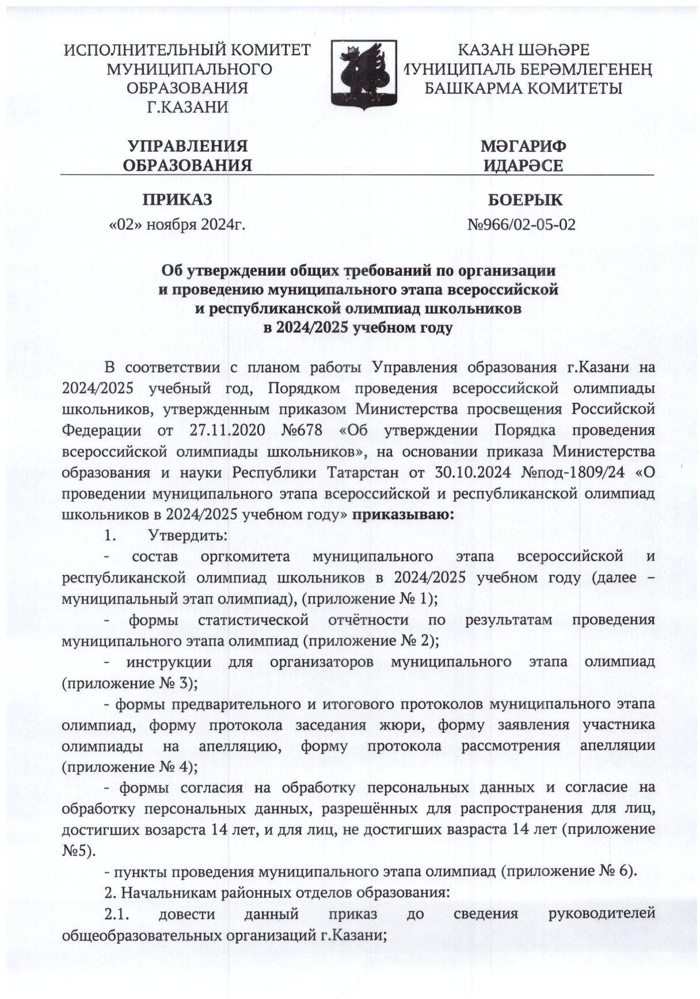 ИСПОЛНИТЕЛЬНЫЙ КОМИТЕТ
МУНИЦИПАЛЬНОГО
ОБРАЗОВАНИЯ
Г.КАЗАНИ
КАЗАН ШӘҺӘРЕ
МУНИЦИПАЛЬ БЕРӘМЛЕГЕНЕҢ
БАШКАРМА КОМИТЕТЫ
УПРАВЛЕНИЯ
ОБРАЗОВАНИЯ
МӘГАРИФ
ИДАРӘСЕ
ПРИКАЗ
БОЕРЫК
«02» ноября 2024г.
№966/02-05-02
Об утверждении общих требований по организации
и проведению муниципального этапа всероссийской
и республиканской олимпиад школьников
в 2024/2025 учебном году
В соответствии с планом работы Управления образования г.Казани на
2024/2025 учебный год, Порядком проведения всероссийской олимпиады
школьников, утвержденным приказом Министерства просвещения Российской
Федерации от 27.11.2020 №678 «Об утверждении Порядка проведения
всероссийской олимпиады школьников», на основании приказа Министерства
образования и науки Республики Татарстан от 30.10.2024 №под-1809/24 «О
проведении муниципального этапа всероссийской и республиканской олимпиад
школьников в 2024/2025 учебном году» приказываю:
1. Утвердить:
- состав оргкомитета муниципального этапа всероссийской и
республиканской олимпиад школьников в 2024/2025 учебном году (далее –
муниципальный этап олимпиад), (приложение № 1);
- формы статистической отчётности по результатам проведения
муниципального этапа олимпиад (приложение № 2);
- инструкции для организаторов муниципального этапа олимпиад
(приложение № 3);
- формы предварительного и итогового протоколов муниципального этапа
олимпиад, форму протокола заседания жюри, форму заявления участника
олимпиады на апелляцию, форму протокола рассмотрения апелляции
(приложение № 4);
- формы согласия на обработку персональных данных и согласие на
обработку персональных данных, разрешённых для распространения для лиц,
достигших возарста 14 лет, и для лиц, не достигших вазраста 14 лет (приложение
№5).
- пункты проведения муниципального этапа олимпиад (приложение № 6).
2. Начальникам районных отделов образования:
2.1. довести данный приказ до сведения руководителей
общеобразовательных организаций г.Казани;